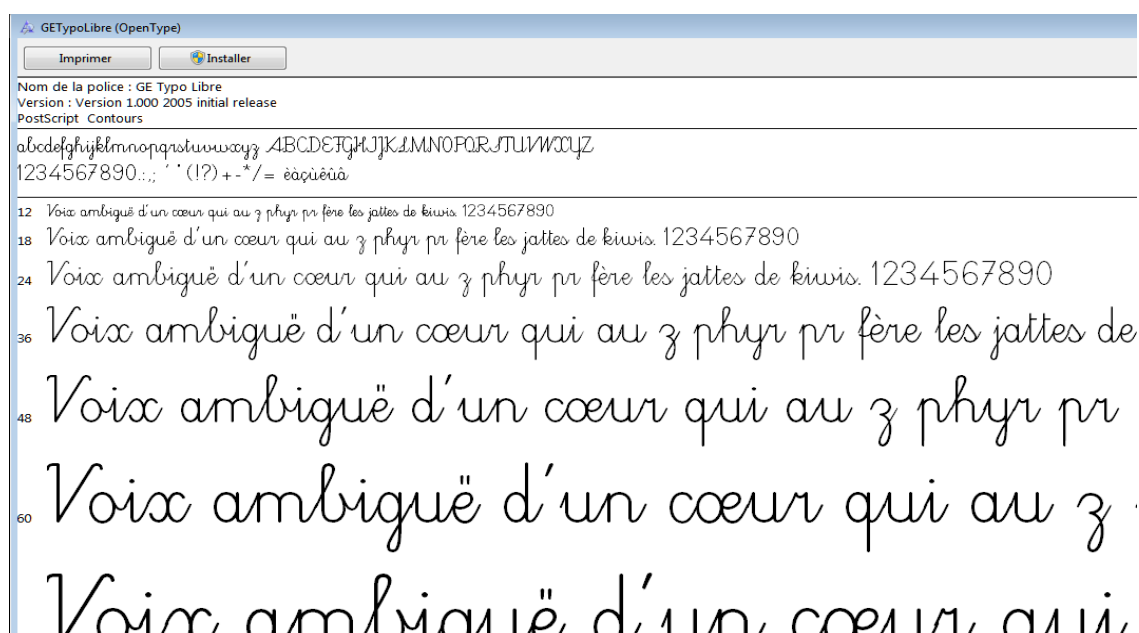 GETypoLibre (OpenType)
Imprimer Installer
Nom de la police : GE Typo Libre
Version : Version 1.000 2005 initial release
PostScript Contours
abcdefghijklmnopqrstuvwxyz ABCDEFGHIJKLMNOPQRSTUVWXYZ
1234567890.:,; ´ ˙ (!?) + -*/= èàçùêûâ
12 Voix ambiguë d'un cœur qui au z phyr pr fère les jattes de kiwis. 1234567890
18 Voix ambiguë d'un cœur qui au z phyr pr fère les jattes de kiwis. 1234567890
24 Voix ambiguë d'un cœur qui au z phyr pr fère les jattes de kiwis. 1234567890
36 Voix ambiguë d'un cœur qui au z phyr pr fère les jattes de
48 Voix ambiguë d'un cœur qui au z phyr pr
60 Voix ambiguë d'un cœur qui au z
Voix ambiguë d'un cœur qui